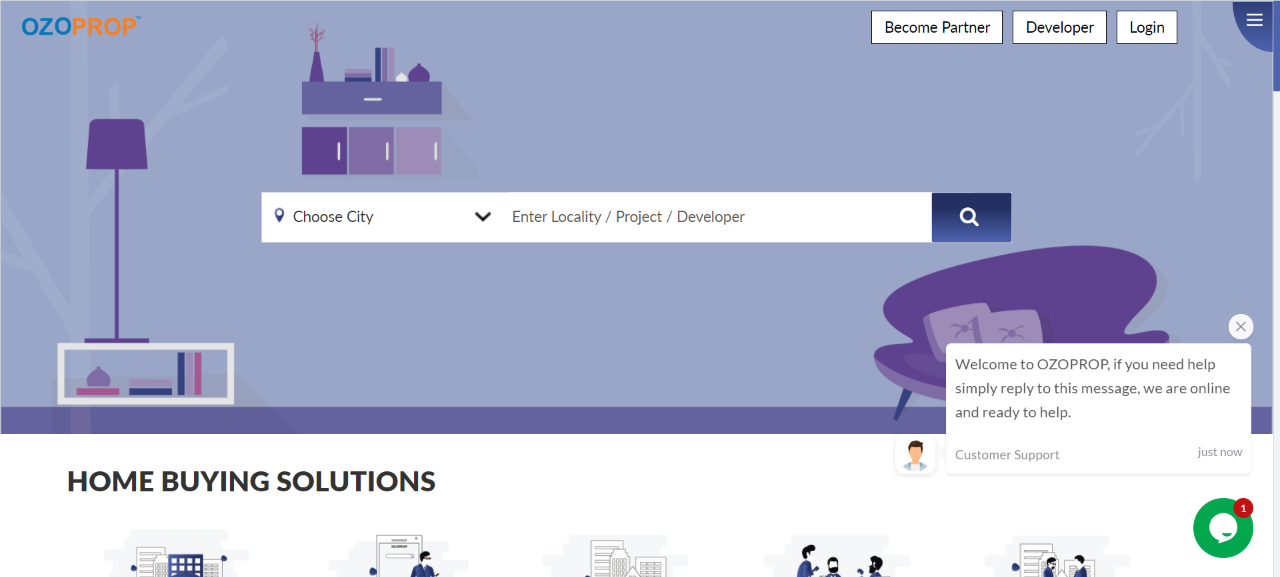 OZOPROP™
Become Partner
Developer
Login
Choose City
Enter Locality / Project / Developer
Welcome to OZOPROP, if you need help
simply reply to this message, we are online
and ready to help.
Customer Support
just now
HOME BUYING SOLUTIONS
OZOPROP
1